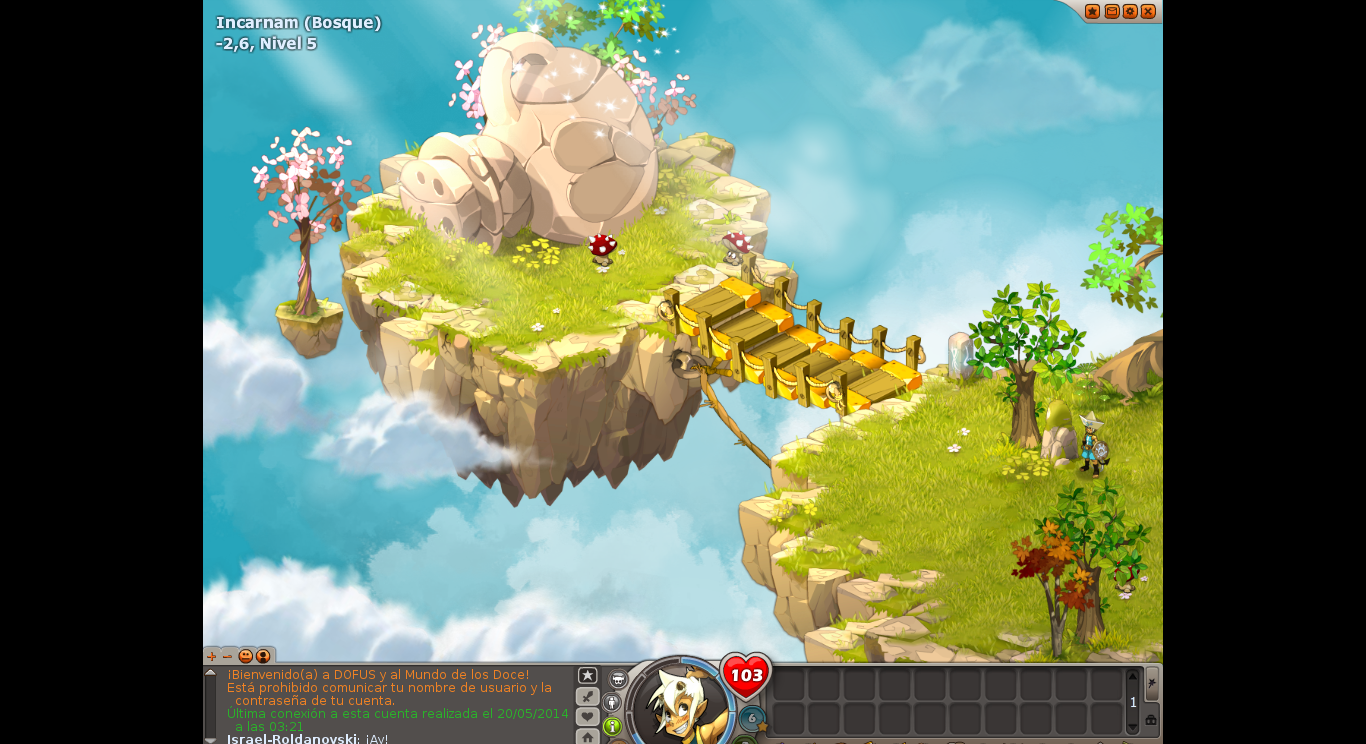 Incarnam (Bosque)
-2,6, Nivel 5
¡Bienvenido(a) a DOFUS y al Mundo de los Doce!
Está prohibido comunicar tu nombre de usuario y la
contraseña de tu cuenta.
Última conexión a esta cuenta realizada el 20/05/2014
a las 03:21
Israel-Roldanovski: ¡Ay!
103
6
1